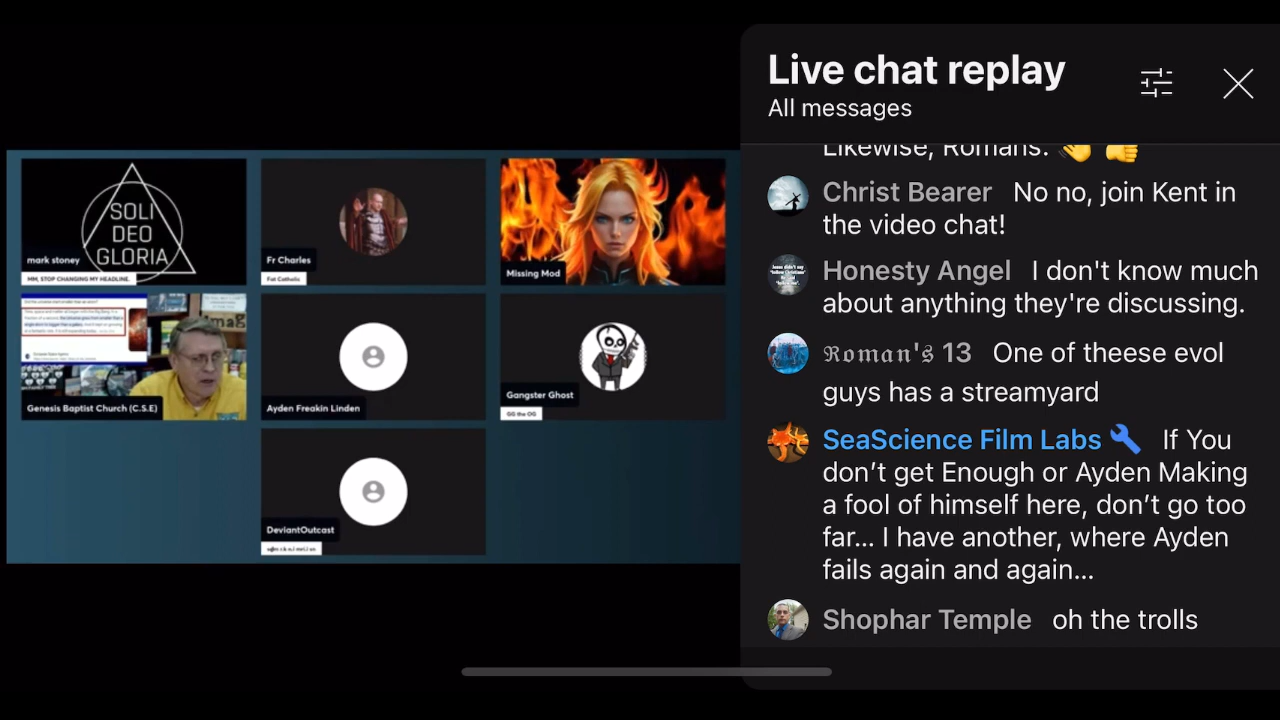 Live chat replay
All messages
Likewise, Romans. 👋 👍
Christ Bearer No no, join Kent in
the video chat!
Honesty Angel I don't know much
about anything they're discussing.
𝕽𝖔𝖒𝖆𝖓'𝖘 13 One of theese evol
guys has a streamyard
SeaScience Film Labs 🔧 If You
don’t get Enough or Ayden Making
a fool of himself here, don’t go too
far... I have another, where Ayden
fails again and again...
Shophar Temple oh the trolls
SOLI
DEO
GLORIA
mark stoney
MM, STOP CHANGING MY HEADLINE.
Fr Charles
Fat Catholic
Missing Mod
Genesis Baptist Church (C.S.E)
Ayden Freakin Linden
Gangster Ghost
GG the OG
DeviantOutcast